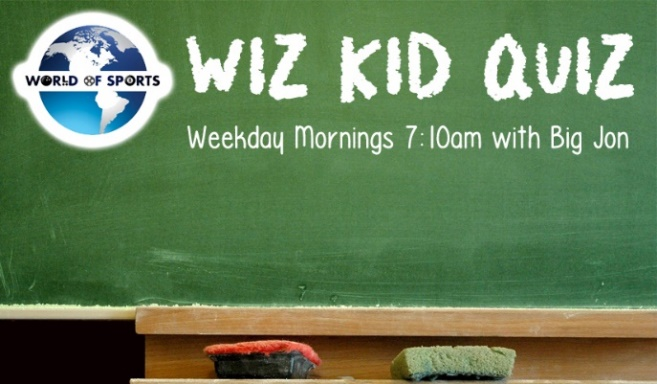 WORLD OF SPORTS
WIZ KID QUIZ
Weekday Mornings 7:10am with Big Jon